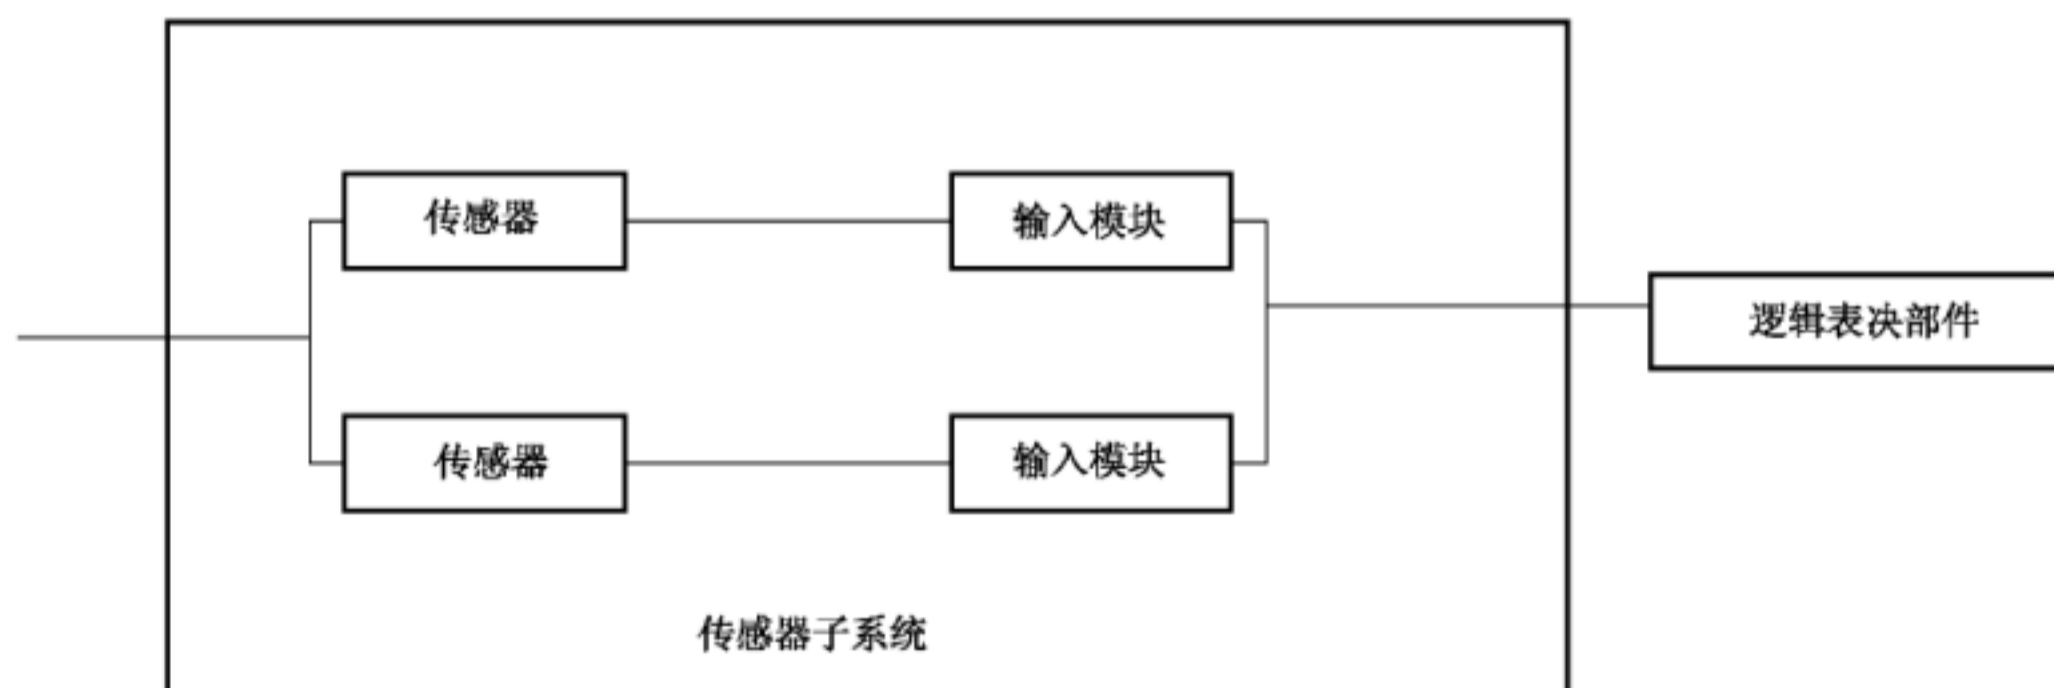 传感器
输入模块
逻辑表决部件
传感器
输入模块
传感器子系统